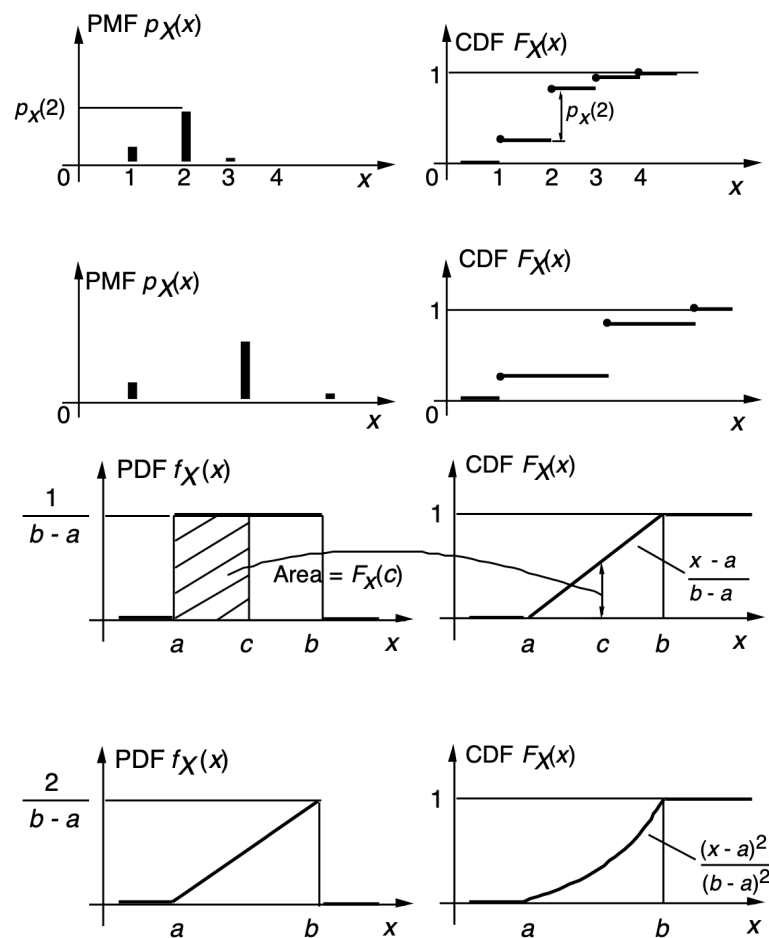 PMF p_X(x)
p_X(2)
0 1 2 3 4 x
CDF F_X(x)
1
p_X(2)
0 1 2 3 4 x
PMF p_X(x)
0 x
CDF F_X(x)
1
0 x
PDF f_X(x)
1
b - a
Area = F_X(c)
a c b x
CDF F_X(x)
1
x - a
b - a
a c b x
PDF f_X(x)
2
b - a
a b x
CDF F_X(x)
1
(x - a)²
(b - a)²
a b x